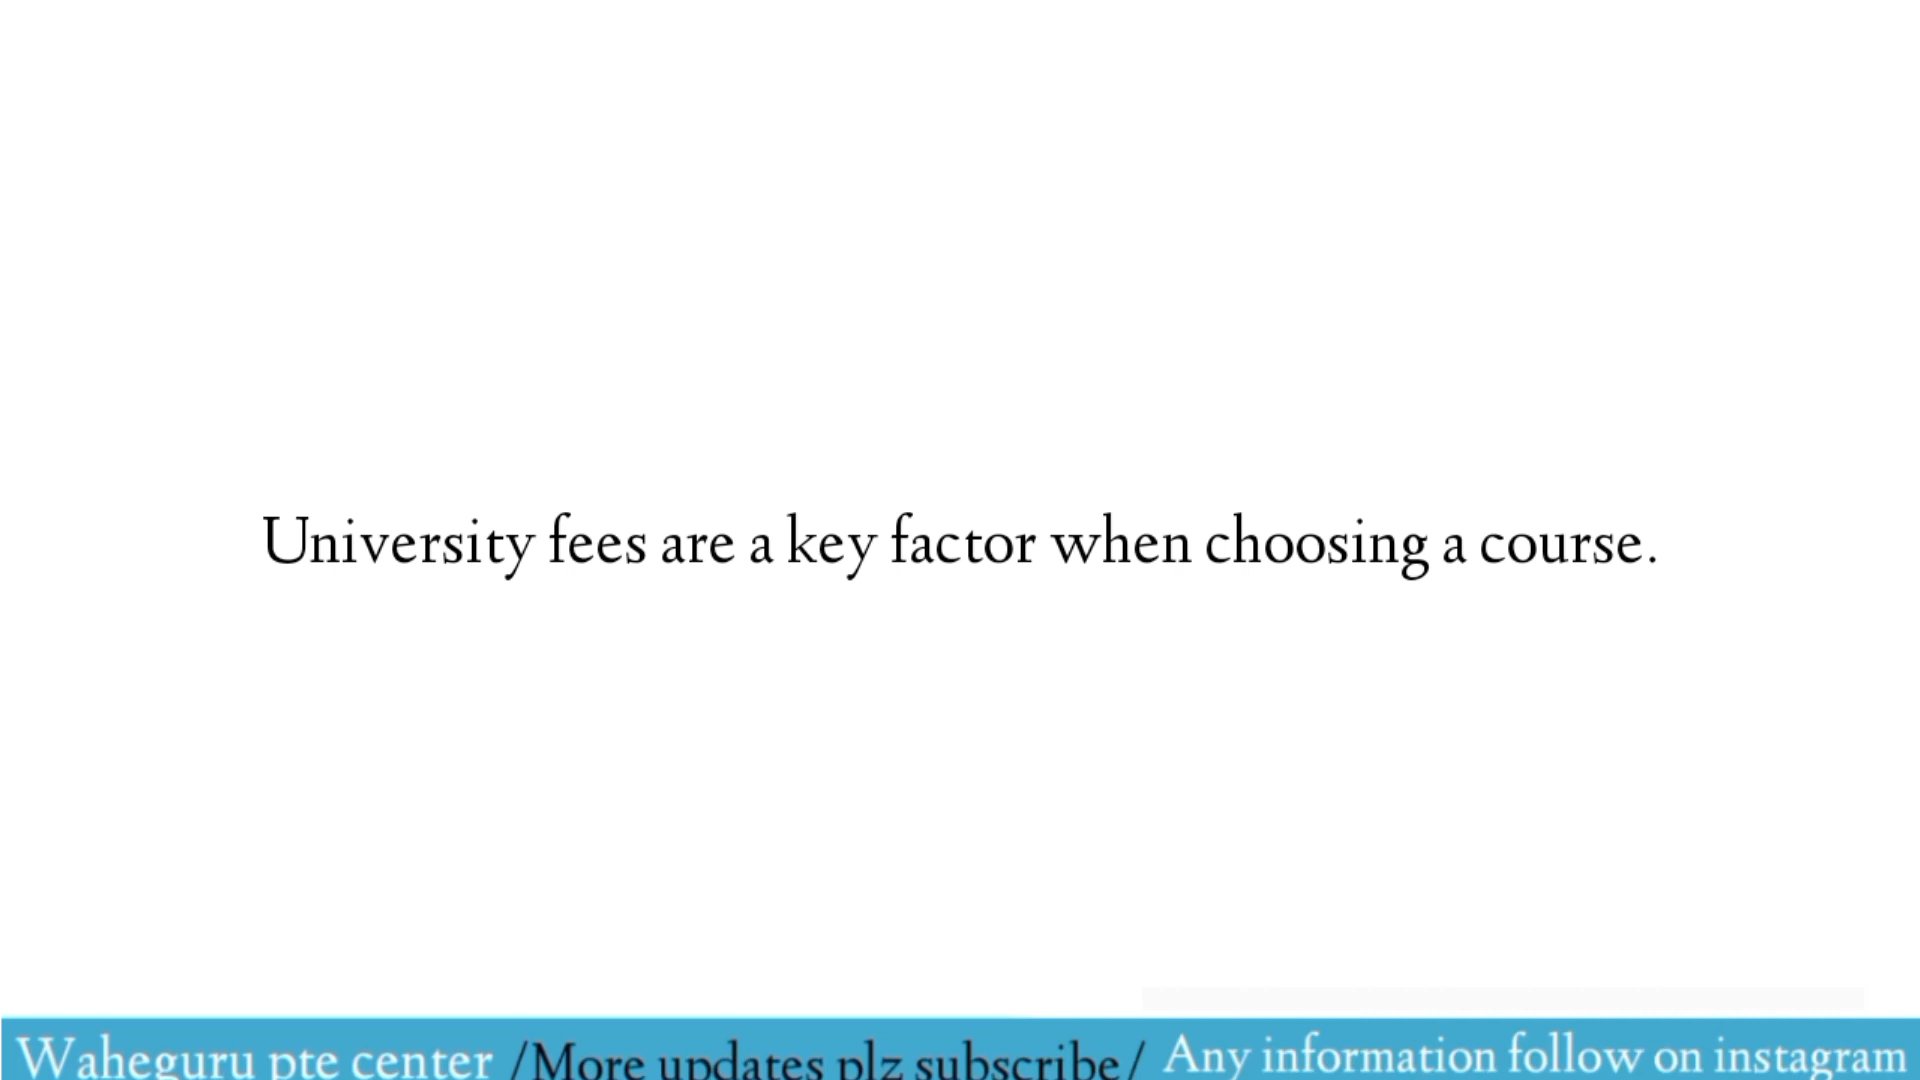 University fees are a key factor when choosing a course.
Waheguru pte center /More updates plz subscribe/ Any information follow on instagram